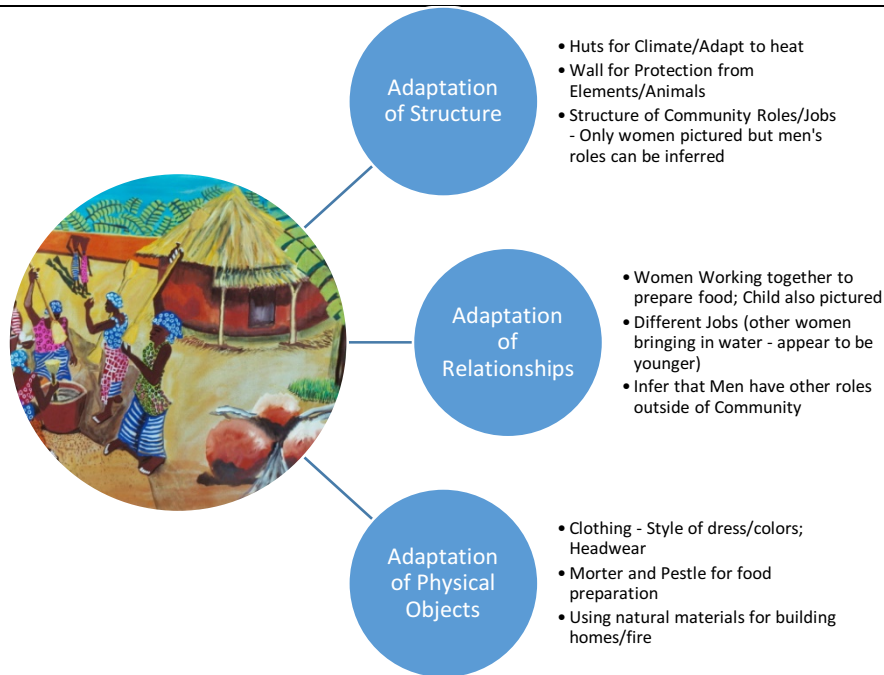 Adaptation
of Structure
• Huts for Climate/Adapt to heat
• Wall for Protection from
Elements/Animals
• Structure of Community Roles/Jobs
- Only women pictured but men's
roles can be inferred
Adaptation
of
Relationships
• Women Working together to
prepare food; Child also pictured
• Different Jobs (other women
bringing in water - appear to be
younger)
• Infer that Men have other roles
outside of Community
Adaptation
of Physical
Objects
• Clothing - Style of dress/colors;
Headwear
• Morter and Pestle for food
preparation
• Using natural materials for building
homes/fire